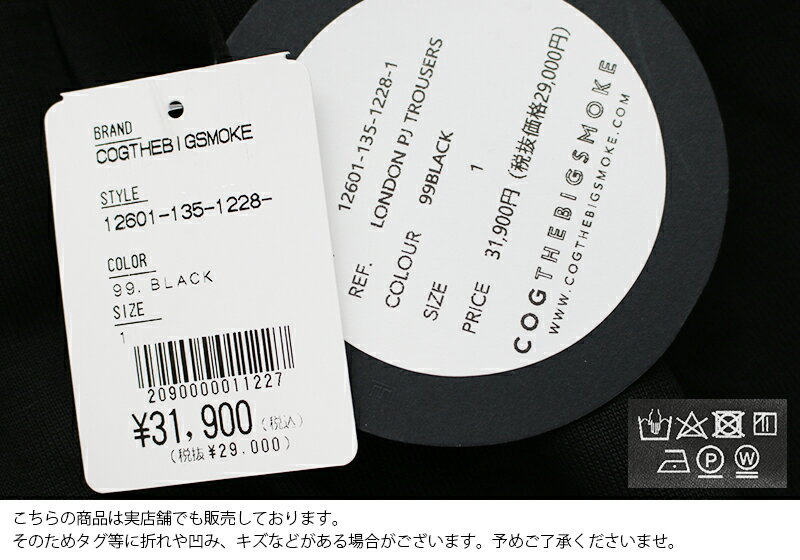 BRAND
COGTHEBIGSMOKE
STYLE
12601-135-1228-
COLOR
99. BLACK
SIZE
1
2090000011227
¥31,900(税込)
(税抜¥29.000)
REF. 12601-135-1228-1
LONDON PJ TROUSERS
COLOUR 99BLACK
SIZE 1
PRICE 31,900円(税抜価格29,000円)
COGTHEBIGSMOKE
WWW.COGTHEBIGSMOKE.COM
P W
こちらの商品は実店舗でも販売しております。
そのためタグ等に折れや凹み、キズなどがある場合がございます。予めご了承くださいませ。